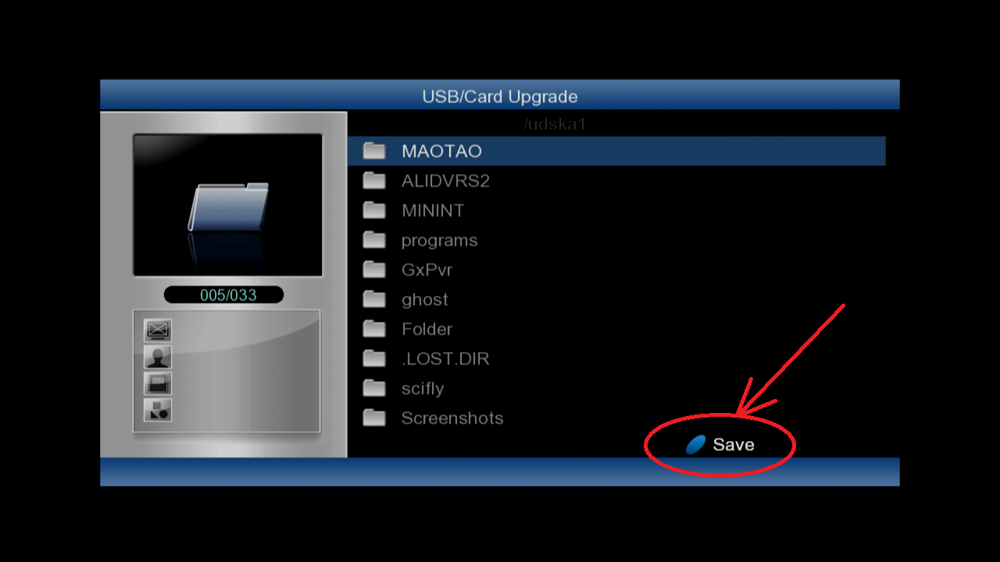 USB/Card Upgrade
/udska1
MAOTAO
ALIDVRS2
MININT
programs
GxPvr
005/033
ghost
Folder
.LOST.DIR
scifly
Screenshots
Save